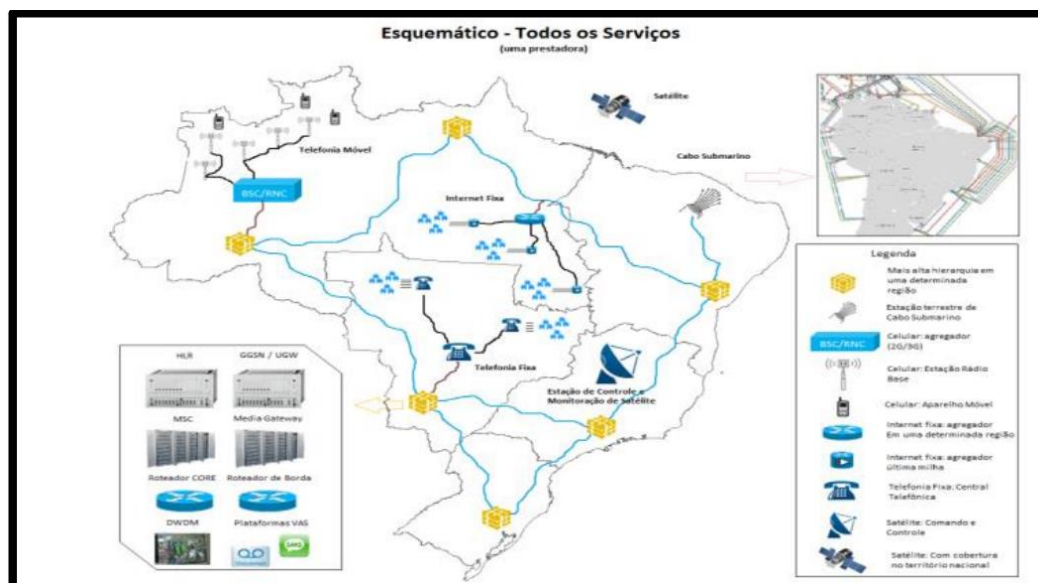 Esquemático - Todos os Serviços
(uma prestadora)
Satélite
Telefonia Móvel
Cabo Submarino
BSC/RNC
Internet Fixa
Telefonia Fixa
Estação de Controle e
Monitoração de Satélite
HLR
GGSN / UGW
MSC
Media Gateway
Roteador CORE
Roteador de Borda
DWDM
Plataformas VAS
SMS
Legenda
Mais alta hierarquia em
uma determinada
região
Estação terrestre de
Cabo Submarino
BSC/RNC
Celular: agregador
(2G/3G)
Celular: Estação Rádio
Base
Celular: Aparelho Móvel
Internet fixa: agregador
Em uma determinada região
Internet fixa: agregador
última milha
Telefonia Fixa: Central
Telefônica
Satélite: Comando e
Controle
Satélite: Com cobertura
no território nacional